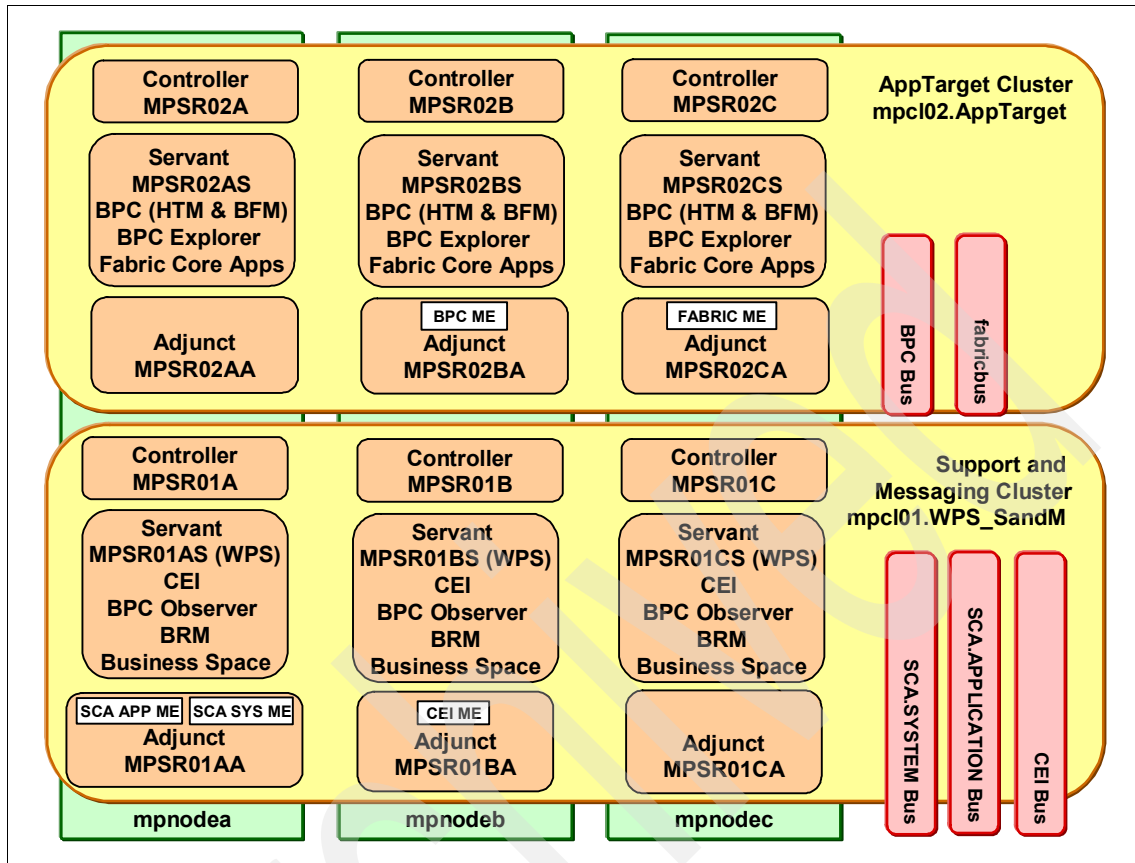 Controller
MPSR02A
Controller
MPSR02B
Controller
MPSR02C
AppTarget Cluster
mpcl02.AppTarget
Servant
MPSR02AS
BPC (HTM & BFM)
BPC Explorer
Fabric Core Apps
Servant
MPSR02BS
BPC (HTM & BFM)
BPC Explorer
Fabric Core Apps
Servant
MPSR02CS
BPC (HTM & BFM)
BPC Explorer
Fabric Core Apps
Adjunct
MPSR02AA
BPC ME
Adjunct
MPSR02BA
FABRIC ME
Adjunct
MPSR02CA
BPC Bus
fabricbus
Controller
MPSR01A
Controller
MPSR01B
Controller
MPSR01C
Support and
Messaging Cluster
mpcl01.WPS_SandM
Servant
MPSR01AS (WPS)
CEI
BPC Observer
BRM
Business Space
Servant
MPSR01BS (WPS)
CEI
BPC Observer
BRM
Business Space
Servant
MPSR01CS (WPS)
CEI
BPC Observer
BRM
Business Space
SCA APP ME
SCA SYS ME
Adjunct
MPSR01AA
CEI ME
Adjunct
MPSR01BA
Adjunct
MPSR01CA
SCA.SYSTEM Bus
SCA.APPLICATION Bus
CEI Bus
mpnodea
mpnodeb
mpnodec